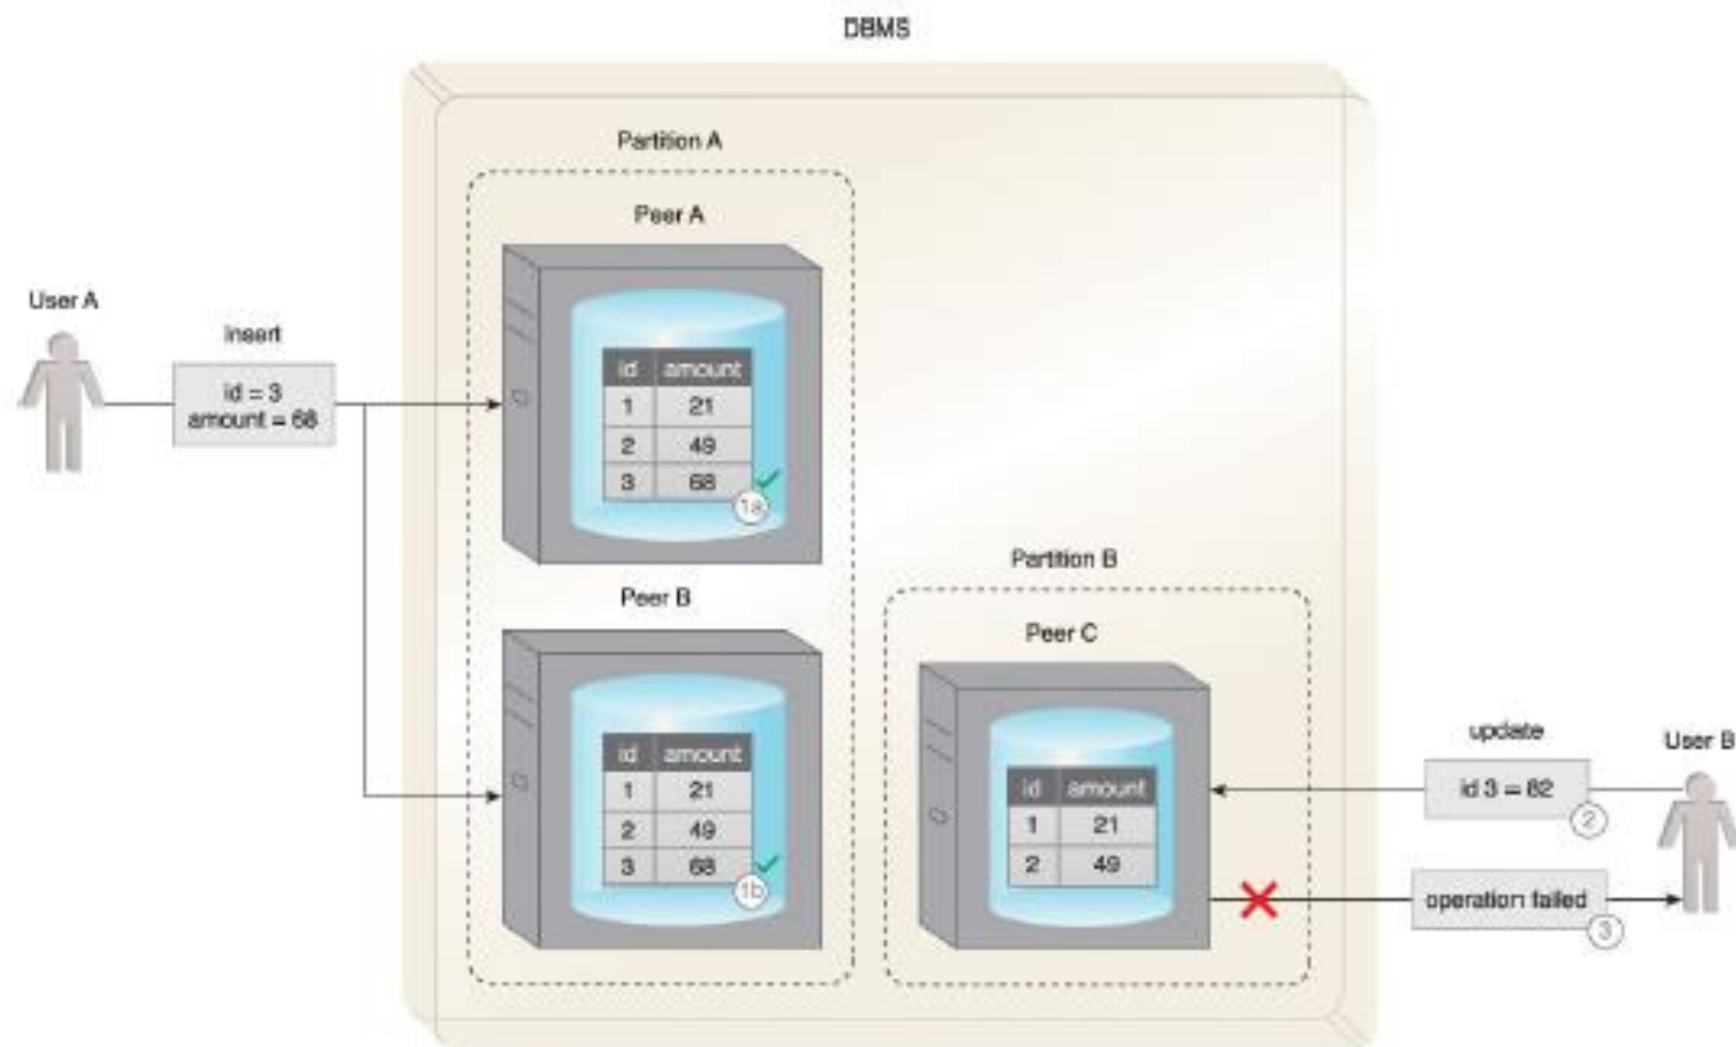 DBMS
Partition A
Peer A
User A
insert
id = 3
amount = 68
id amount
1 21
2 49
3 68
1a
Peer B
id amount
1 21
2 49
3 68
1b
Partition B
Peer C
id amount
1 21
2 49
update
id 3 = 82
2
User B
operation failed
3